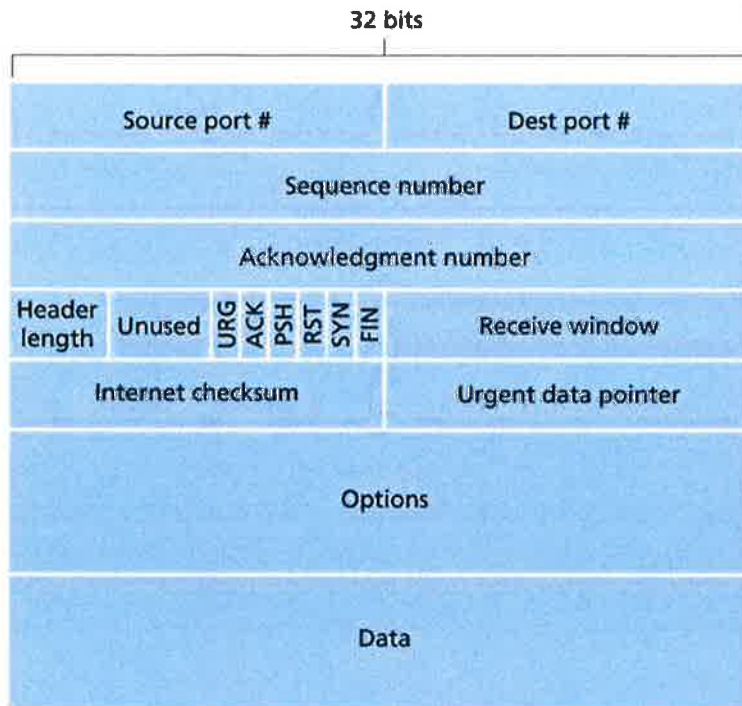 32 bits
Source port #
Dest port #
Sequence number
Acknowledgment number
Header
length
Unused
URG
ACK
PSH
RST
SYN
FIN
Receive window
Internet checksum
Urgent data pointer
Options
Data